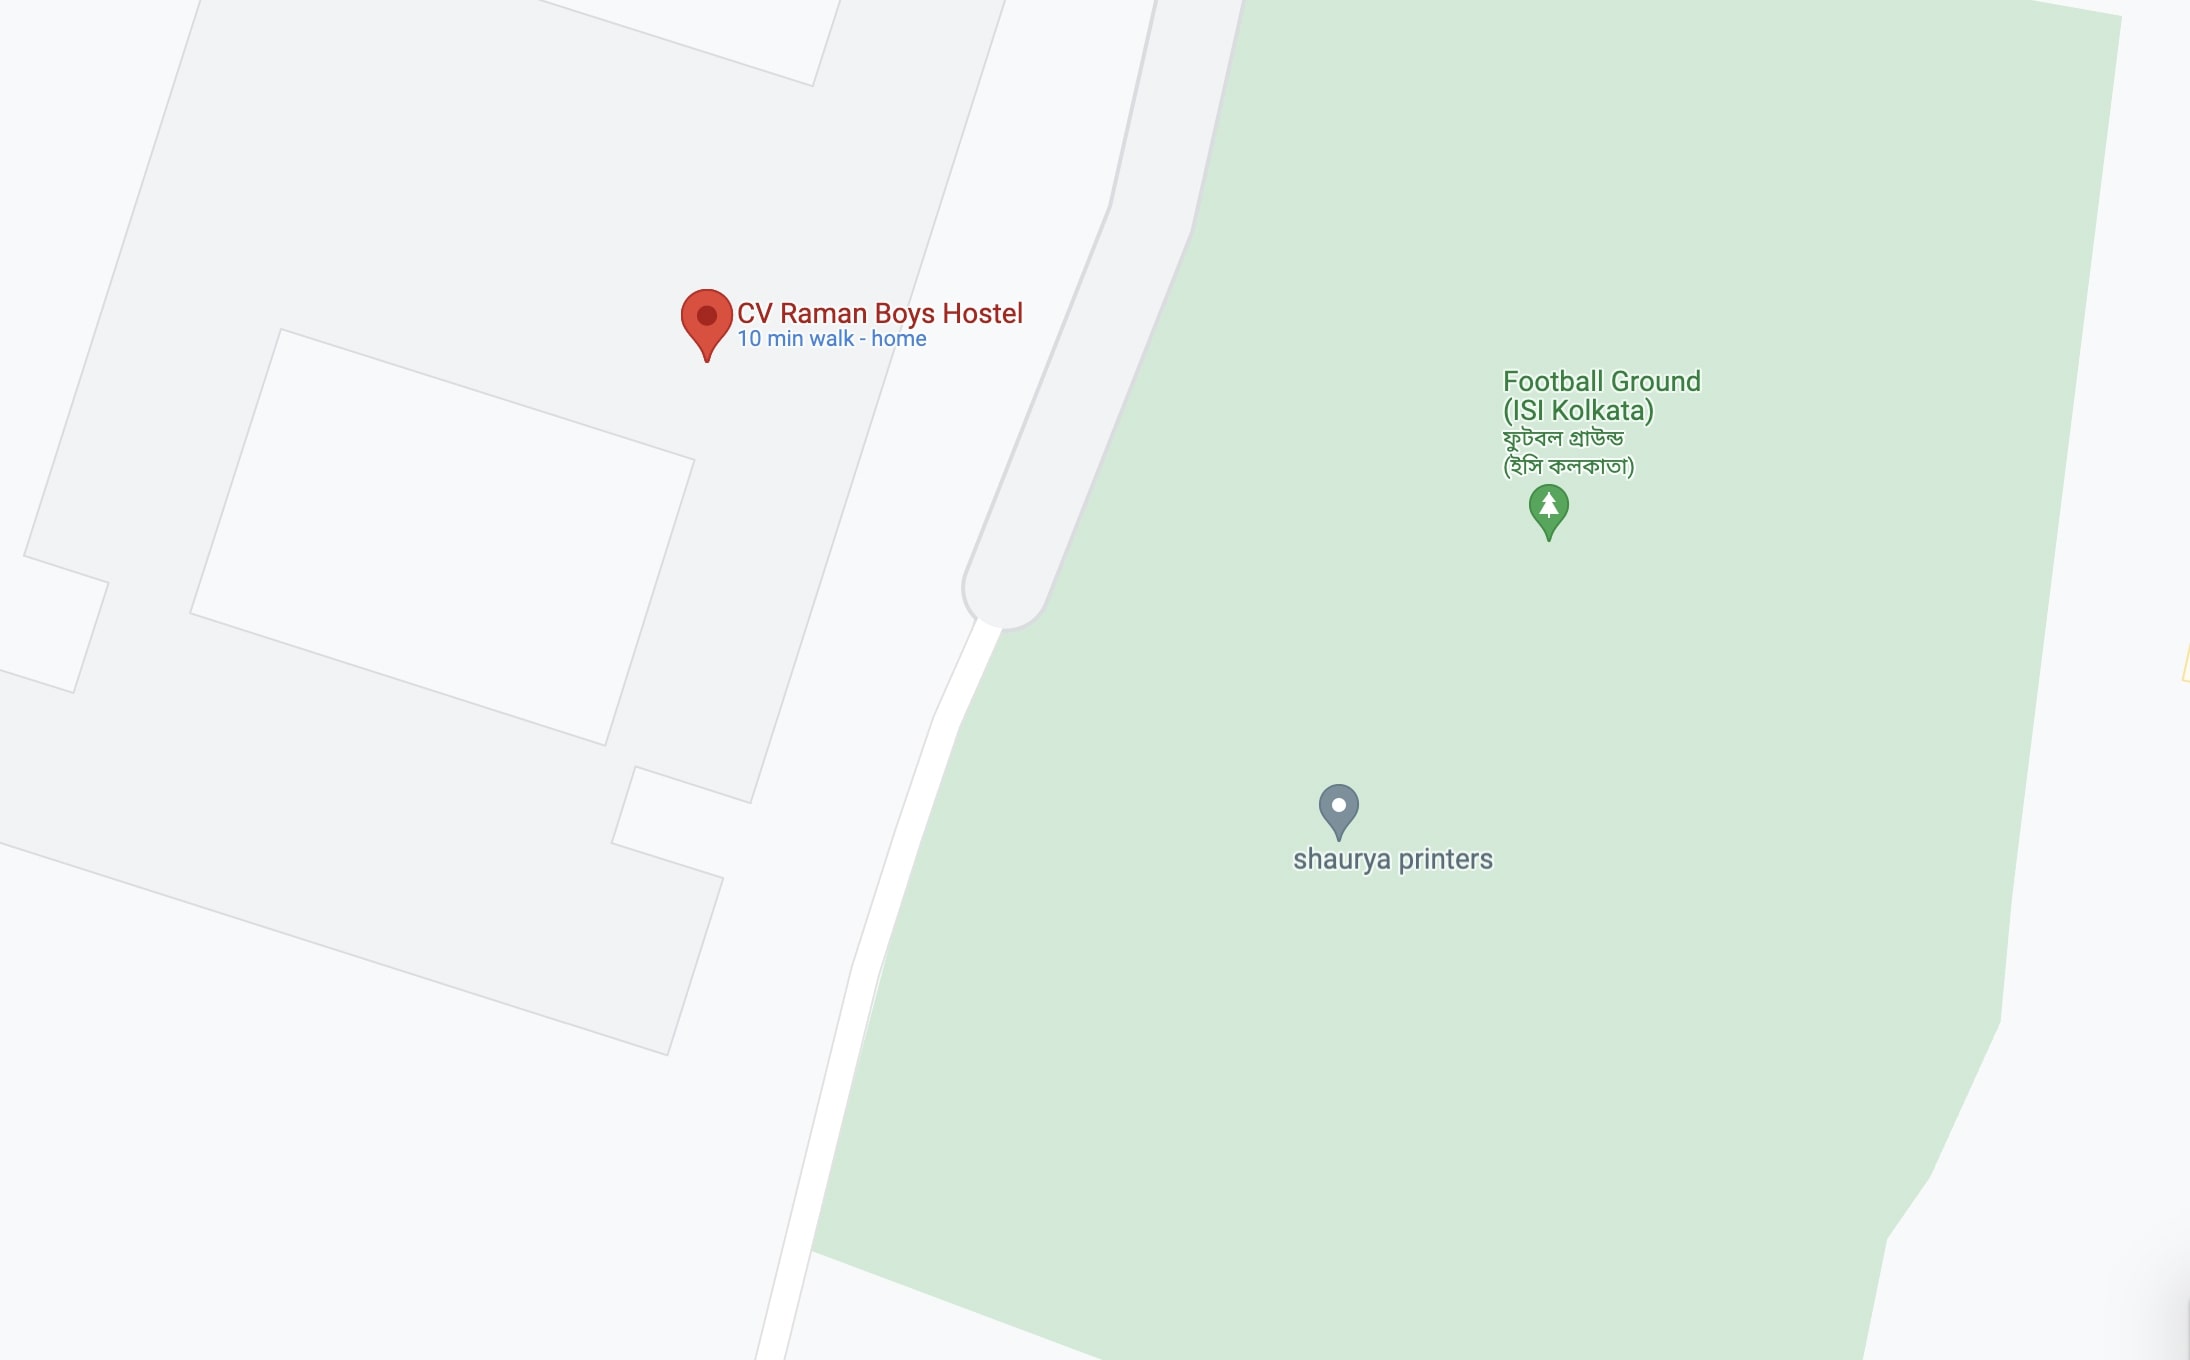 CV Raman Boys Hostel
10 min walk - home
Football Ground
(ISI Kolkata)
ফুটবল গ্রাউন্ড
(ইসি কলকাতা)
shaurya printers